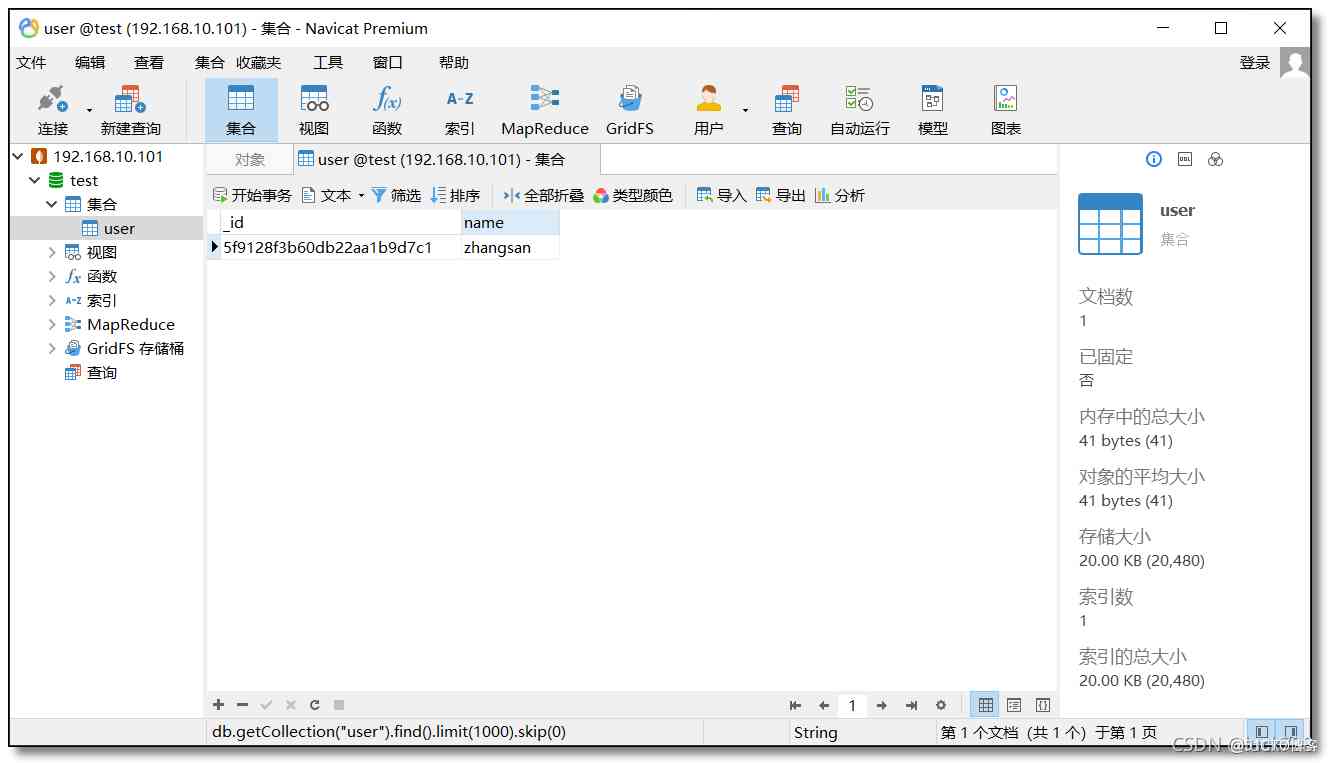 user @test (192.168.10.101) - 集合 - Navicat Premium
文件 编辑 查看 集合 收藏夹 工具 窗口 帮助 登录
连接 新建查询 集合 视图 f(x) 函数 A-Z 索引 MapReduce GridFS 用户 查询 自动运行 模型 图表
192.168.10.101
test
集合
user
视图
fx 函数
A-Z 索引
MapReduce
GridFS 存储桶
查询
对象 user @test (192.168.10.101) - 集合
开始事务 文本 筛选 排序 全部折叠 类型颜色 导入 导出 分析
_id name
5f9128f3b60db22aa1b9d7c1 zhangsan
1
db.getCollection("user").find().limit(1000).skip(0) String 第 1 个文档 (共 1 个) 于第 1 页
DDL
user
集合
文档数
1
已固定
否
内存中的总大小
41 bytes (41)
对象的平均大小
41 bytes (41)
存储大小
20.00 KB (20,480)
索引数
1
索引的总大小
20.00 KB (20,480)
CSDN